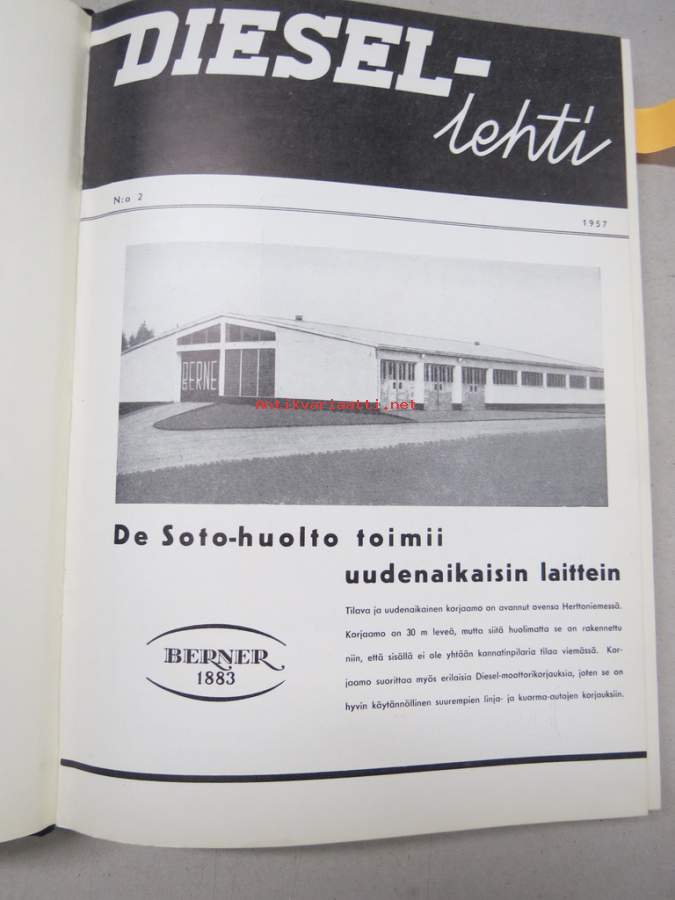 DIESEL-
lehti
N:o 2
1957
BERNE
Antikvariaatti.net
De Soto-huolto toimii
uudenaikaisin laittein
Tilava ja uudenaikainen korjaamo on avannut ovensa Herttoniemessä.
Korjaamo on 30 m leveä, mutta siitä huolimatta se on rakennettu
niin, että sisällä ei ole yhtään kannatinpilaria tilaa viemässä. Kor-
jaamo suorittaa myös erilaisia Diesel-moottorikorjauksia, joten se on
hyvin käytännöllinen suurempien linja- ja kuorma-autojen korjauksiin.
BERNER
1883